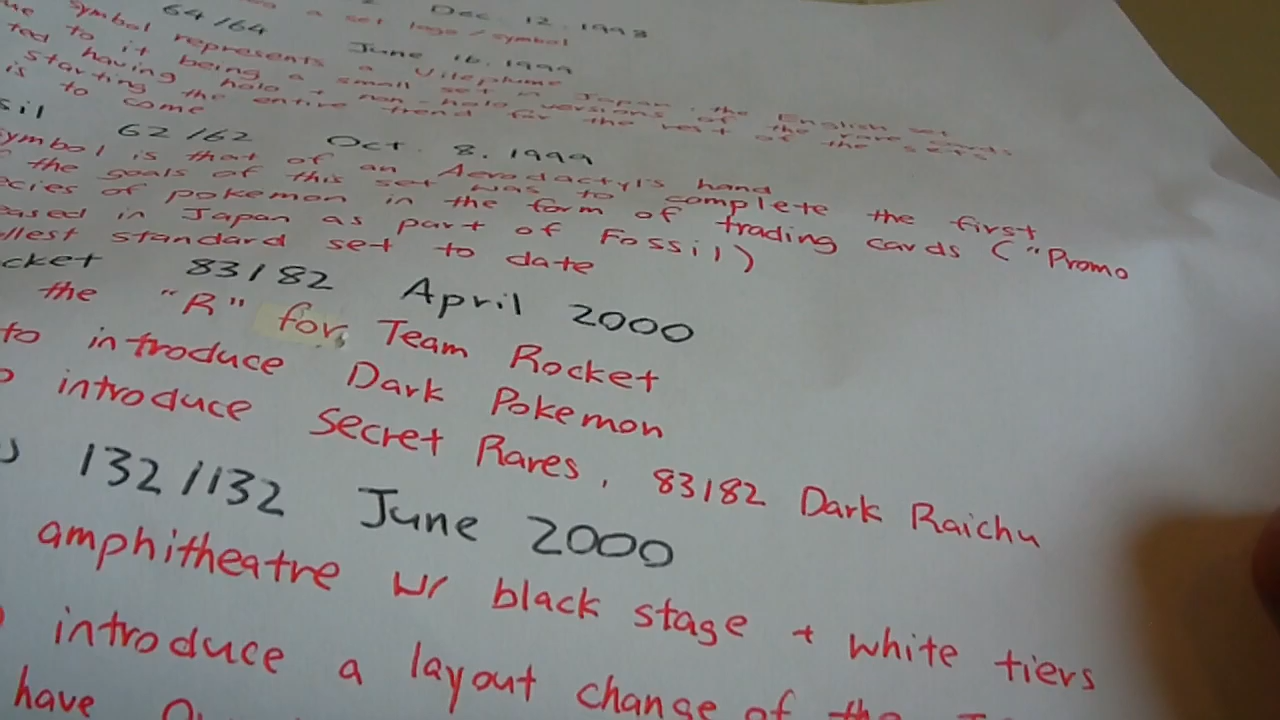 Dec. 12. 1998
a set logo / symbol
64/64 June 16. 1999
symbol represents a Vileplume
to it being a small set in Japan, the English set
having holo + non-holo versions of the rare cards
starting the entire trend for the rest of the sets
to come
62/62 Oct. 8. 1999
symbol is that of an Aerodactyl's hand
the goals of this set was to complete the first
of pokemon in the form of trading cards ("Promo
in Japan as part of Fossil)
standard set to date
83/82 April 2000
the "R" for Team Rocket
to introduce Dark Pokemon
introduce Secret Rares, 83/82 Dark Raichu
132/132 June 2000
amphitheatre w/ black stage + white tiers
introduce a layout change of the
have